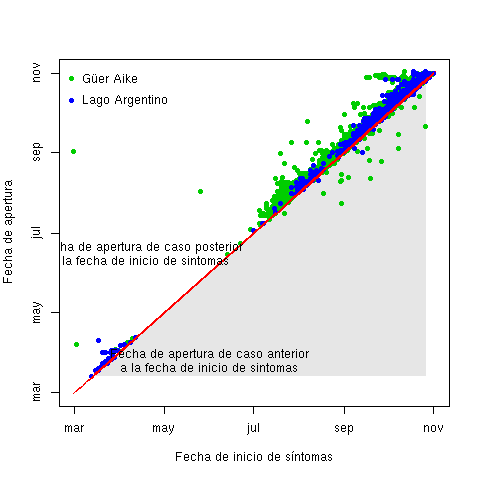 Güer Aike
Lago Argentino
nov
sep
jul
may
mar
Fecha de apertura
ha de apertura de caso posterior
la fecha de inicio de sintomas
echa de apertura de caso anterior
a la fecha de inicio de sintomas
mar may jul sep nov
Fecha de inicio de síntomas